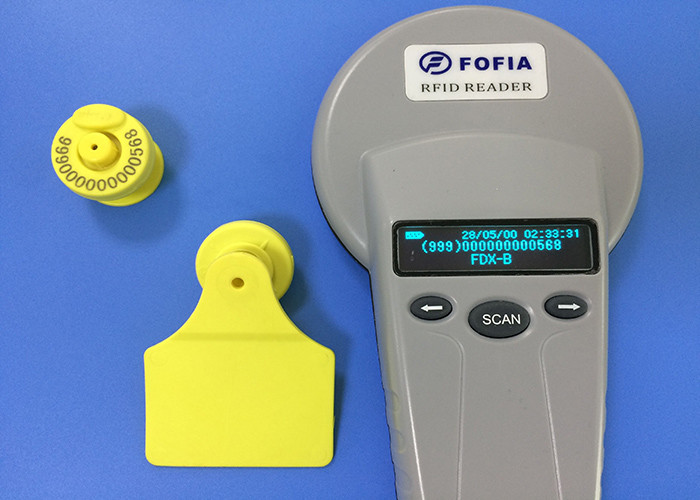 FOFIA
RFID READER
28/05/00 02:33:31
(999)000000000568
FDX-B
SCAN
999000000000568